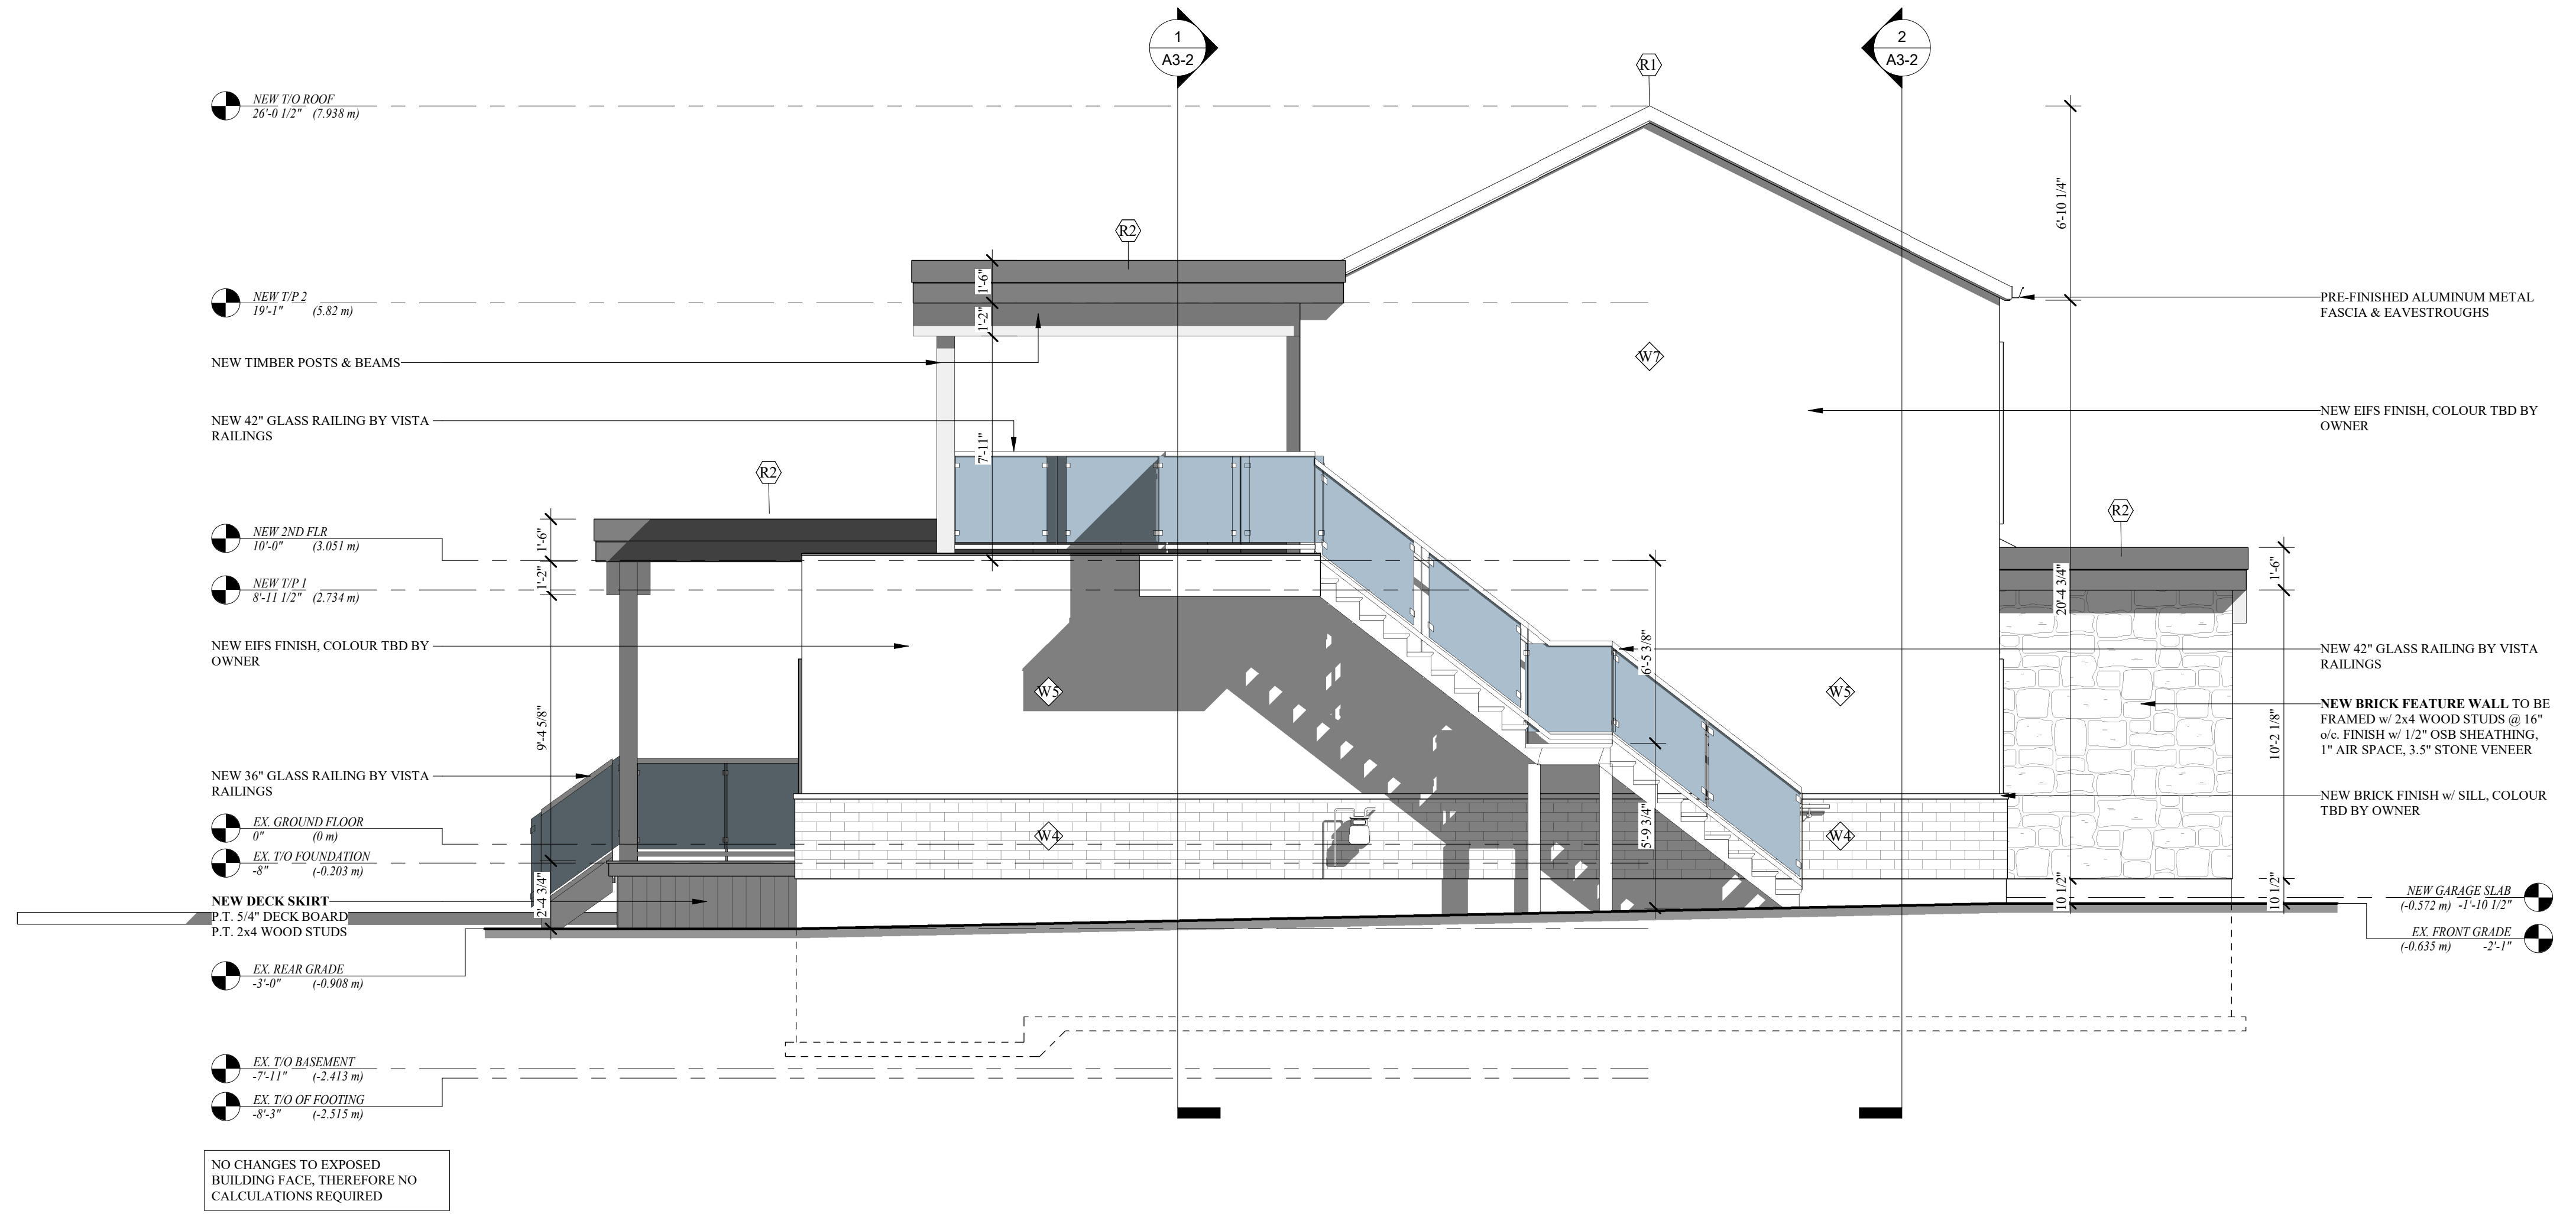 1
A3-2
2
A3-2
R1
NEW T/O ROOF
26'-0 1/2" (7.938 m)
6'-10 1/4"
R2
1'-6"
NEW T/P 2
19'-1" (5.82 m)
1'-2"
PRE-FINISHED ALUMINUM METAL
FASCIA & EAVESTROUGHS
NEW TIMBER POSTS & BEAMS
W7
NEW EIFS FINISH, COLOUR TBD BY
OWNER
NEW 42" GLASS RAILING BY VISTA
RAILINGS
7'-11"
R2
R2
NEW 2ND FLR
10'-0" (3.051 m)
1'-6"
1'-6"
1'-2"
NEW T/P 1
8'-11 1/2" (2.734 m)
20'-4 3/4"
NEW EIFS FINISH, COLOUR TBD BY
OWNER
6'-5 3/8"
NEW 42" GLASS RAILING BY VISTA
RAILINGS
W5
W5
NEW BRICK FEATURE WALL TO BE
FRAMED w/ 2x4 WOOD STUDS @ 16"
o/c. FINISH w/ 1/2" OSB SHEATHING,
1" AIR SPACE, 3.5" STONE VENEER
9'-4 5/8"
10'-2 1/8"
NEW 36" GLASS RAILING BY VISTA
RAILINGS
NEW BRICK FINISH w/ SILL, COLOUR
TBD BY OWNER
EX. GROUND FLOOR
0" (0 m)
W4
W4
5'-9 3/4"
EX. T/O FOUNDATION
-8" (-0.203 m)
2'-4 3/4"
10 1/2"
10 1/2"
NEW GARAGE SLAB
(-0.572 m) -1'-10 1/2"
NEW DECK SKIRT
P.T. 5/4" DECK BOARD
P.T. 2x4 WOOD STUDS
EX. FRONT GRADE
(-0.635 m) -2'-1"
EX. REAR GRADE
-3'-0" (-0.908 m)
EX. T/O BASEMENT
-7'-11" (-2.413 m)
EX. T/O OF FOOTING
-8'-3" (-2.515 m)
NO CHANGES TO EXPOSED
BUILDING FACE, THEREFORE NO
CALCULATIONS REQUIRED